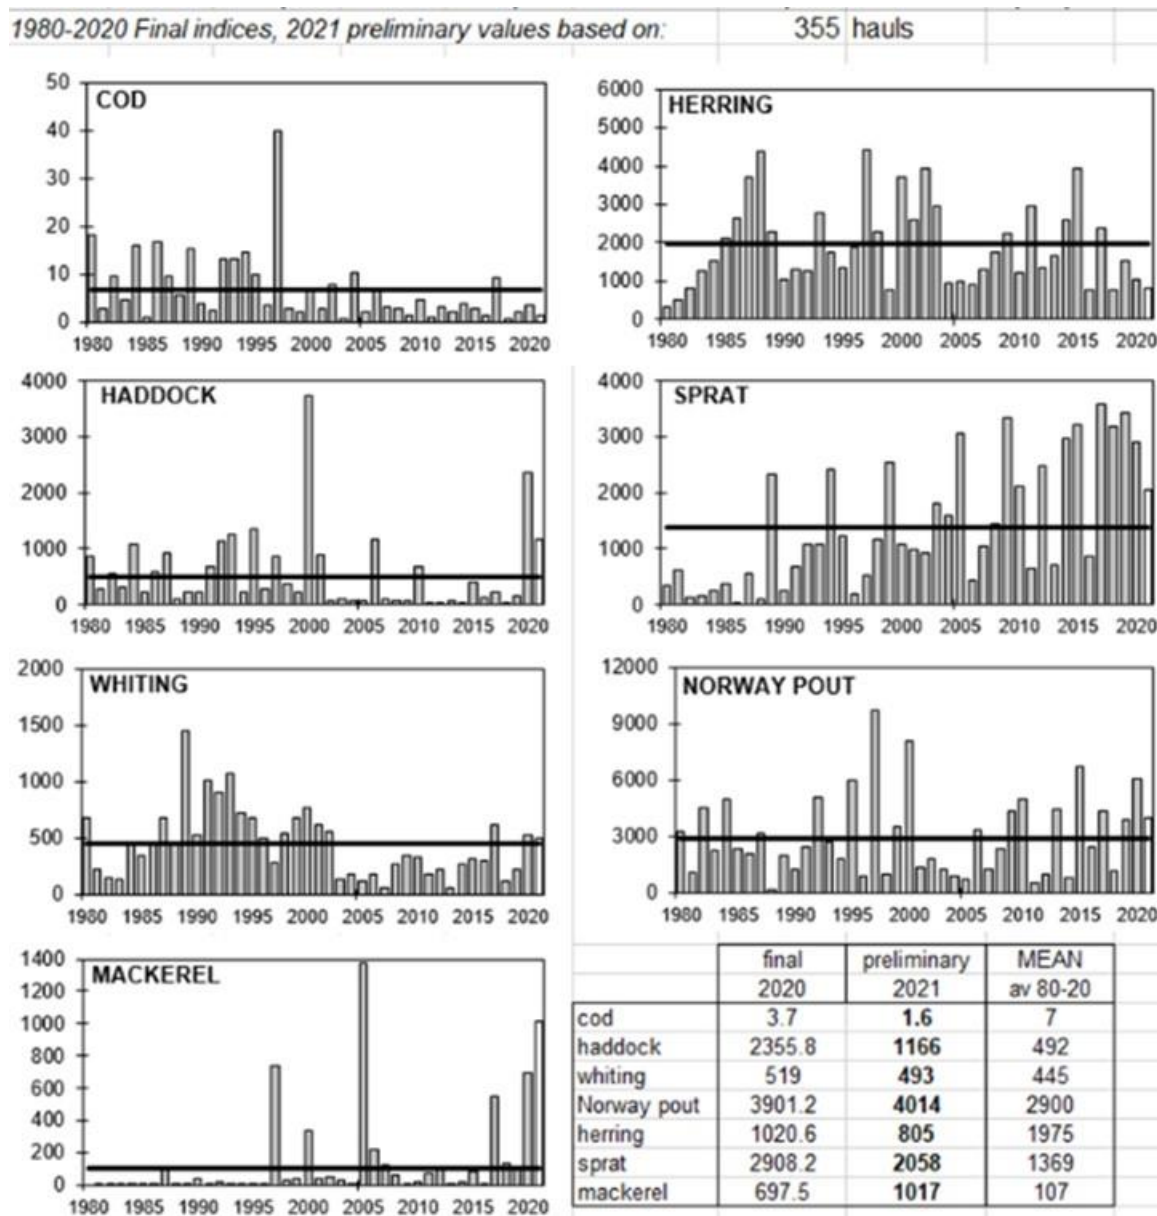 1980-2020 Final indices, 2021 preliminary values based on: 355 hauls
COD
50
40
30
20
10
0
1980 1985 1990 1995 2000 2005 2010 2015 2020
HERRING
6000
5000
4000
3000
2000
1000
0
1980 1985 1990 1995 2000 2005 2010 2015 2020
HADDOCK
4000
3000
2000
1000
0
1980 1985 1990 1995 2000 2005 2010 2015 2020
SPRAT
4000
3000
2000
1000
0
1980 1985 1990 1995 2000 2005 2010 2015 2020
WHITING
2000
1500
1000
500
0
1980 1985 1990 1995 2000 2005 2010 2015 2020
NORWAY POUT
12000
9000
6000
3000
0
1980 1985 1990 1995 2000 2005 2010 2015 2020
MACKEREL
1400
1200
1000
800
600
400
200
0
1980 1985 1990 1995 2000 2005 2010 2015 2020
final preliminary MEAN
2020 2021 av 80-20
cod 3.7 1.6 7
haddock 2355.8 1166 492
whiting 519 493 445
Norway pout 3901.2 4014 2900
herring 1020.6 805 1975
sprat 2908.2 2058 1369
mackerel 697.5 1017 107